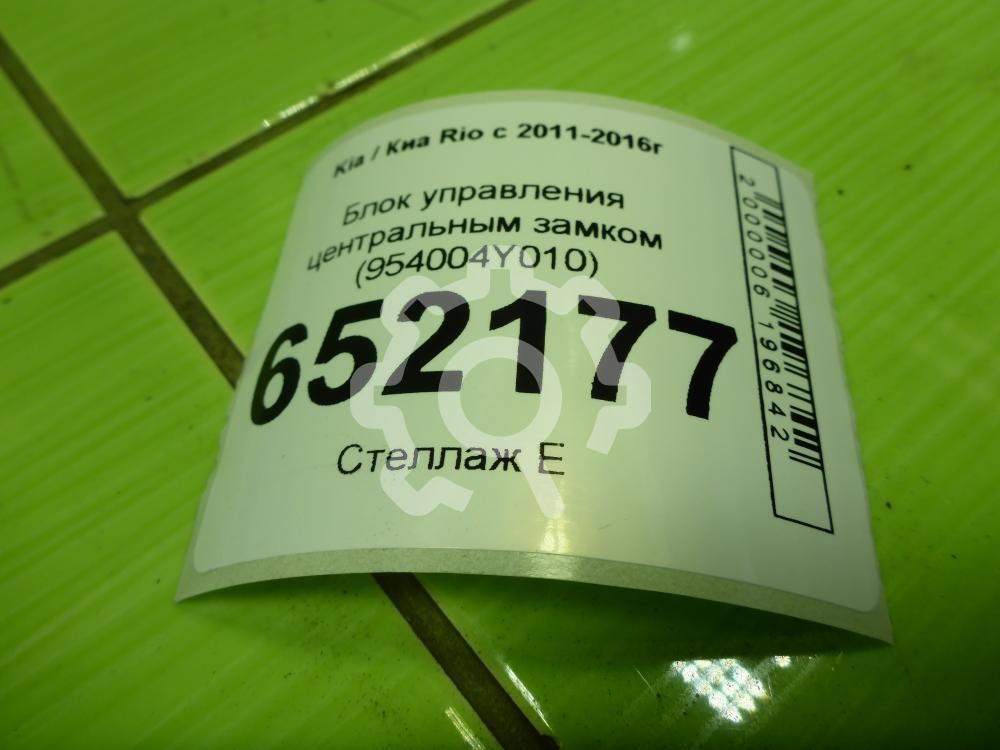 Kia / Киа Rio с 2011-2016г
Блок управления
центральным замком
(954004Y010)
652177
Стеллаж Е
2000006196842